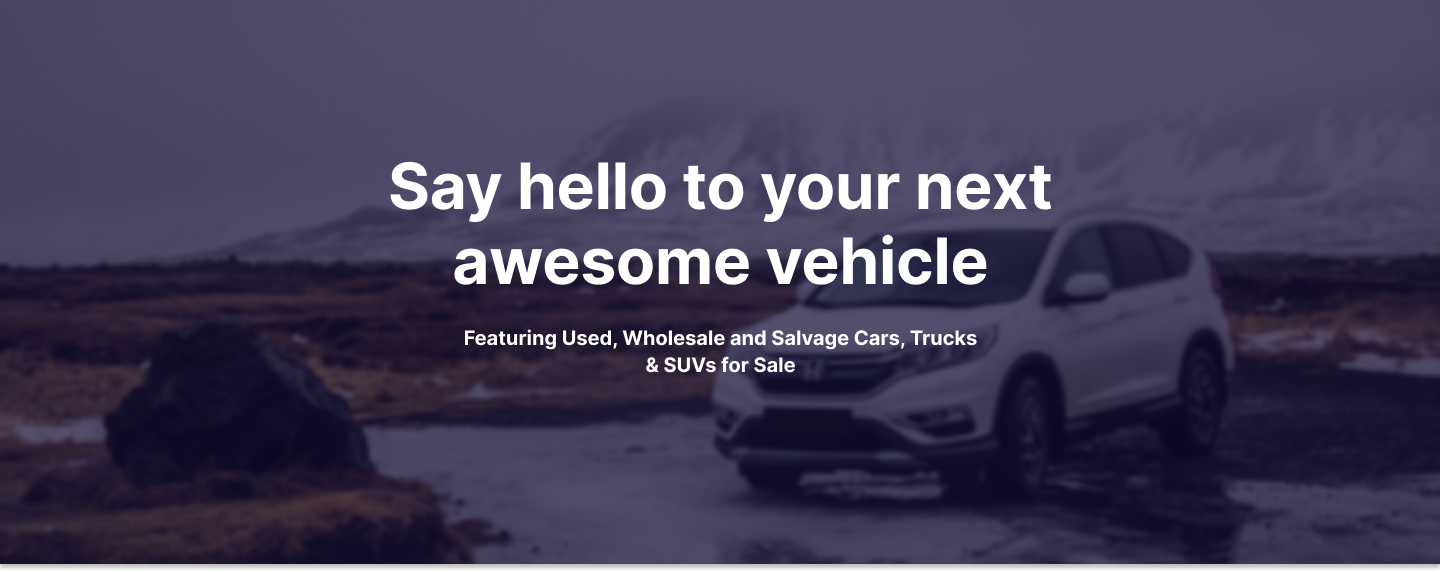 Say hello to your next
awesome vehicle
Featuring Used, Wholesale and Salvage Cars, Trucks
& SUVs for Sale